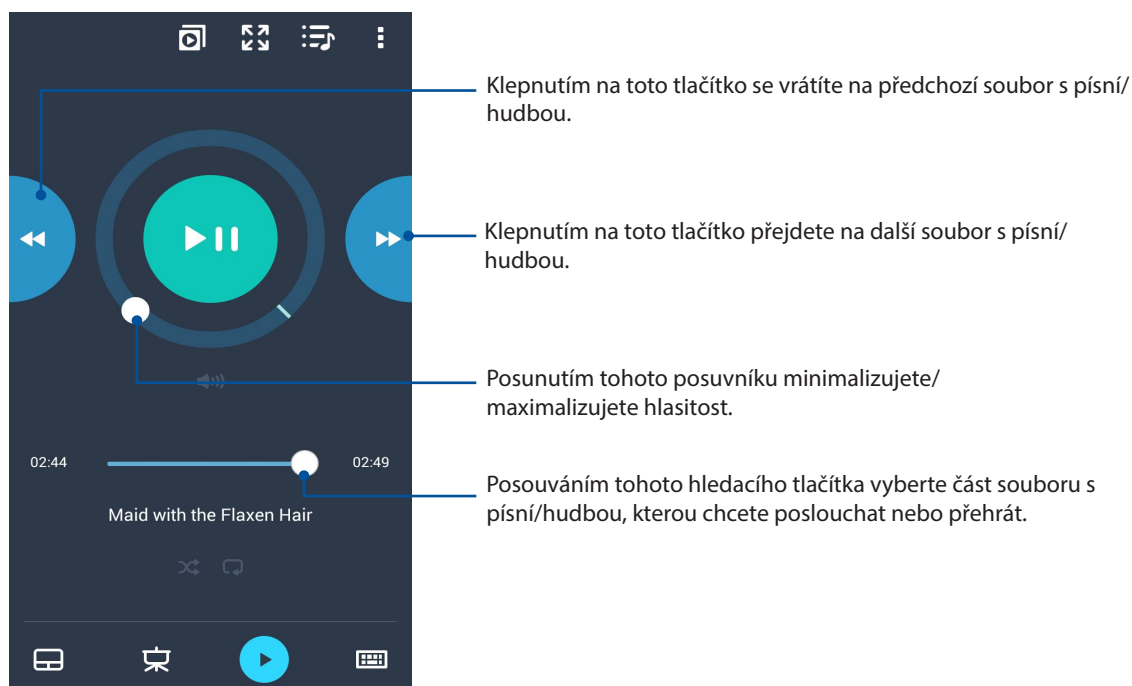 Klepnutím na toto tlačítko se vrátíte na předchozí soubor s písní/
hudbou.
Klepnutím na toto tlačítko přejdete na další soubor s písní/
hudbou.
Posunutím tohoto posuvníku minimalizujete/
maximalizujete hlasitost.
02:44
02:49
Maid with the Flaxen Hair
Posouváním tohoto hledacího tlačítka vyberte část souboru s
písní/hudbou, kterou chcete poslouchat nebo přehrát.